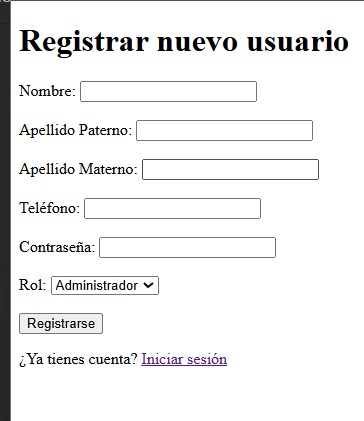 Registrar nuevo usuario
Nombre:
Apellido Paterno:
Apellido Materno:
Teléfono:
Contraseña:
Rol: Administrador
Registrarse
¿Ya tienes cuenta? Iniciar sesión